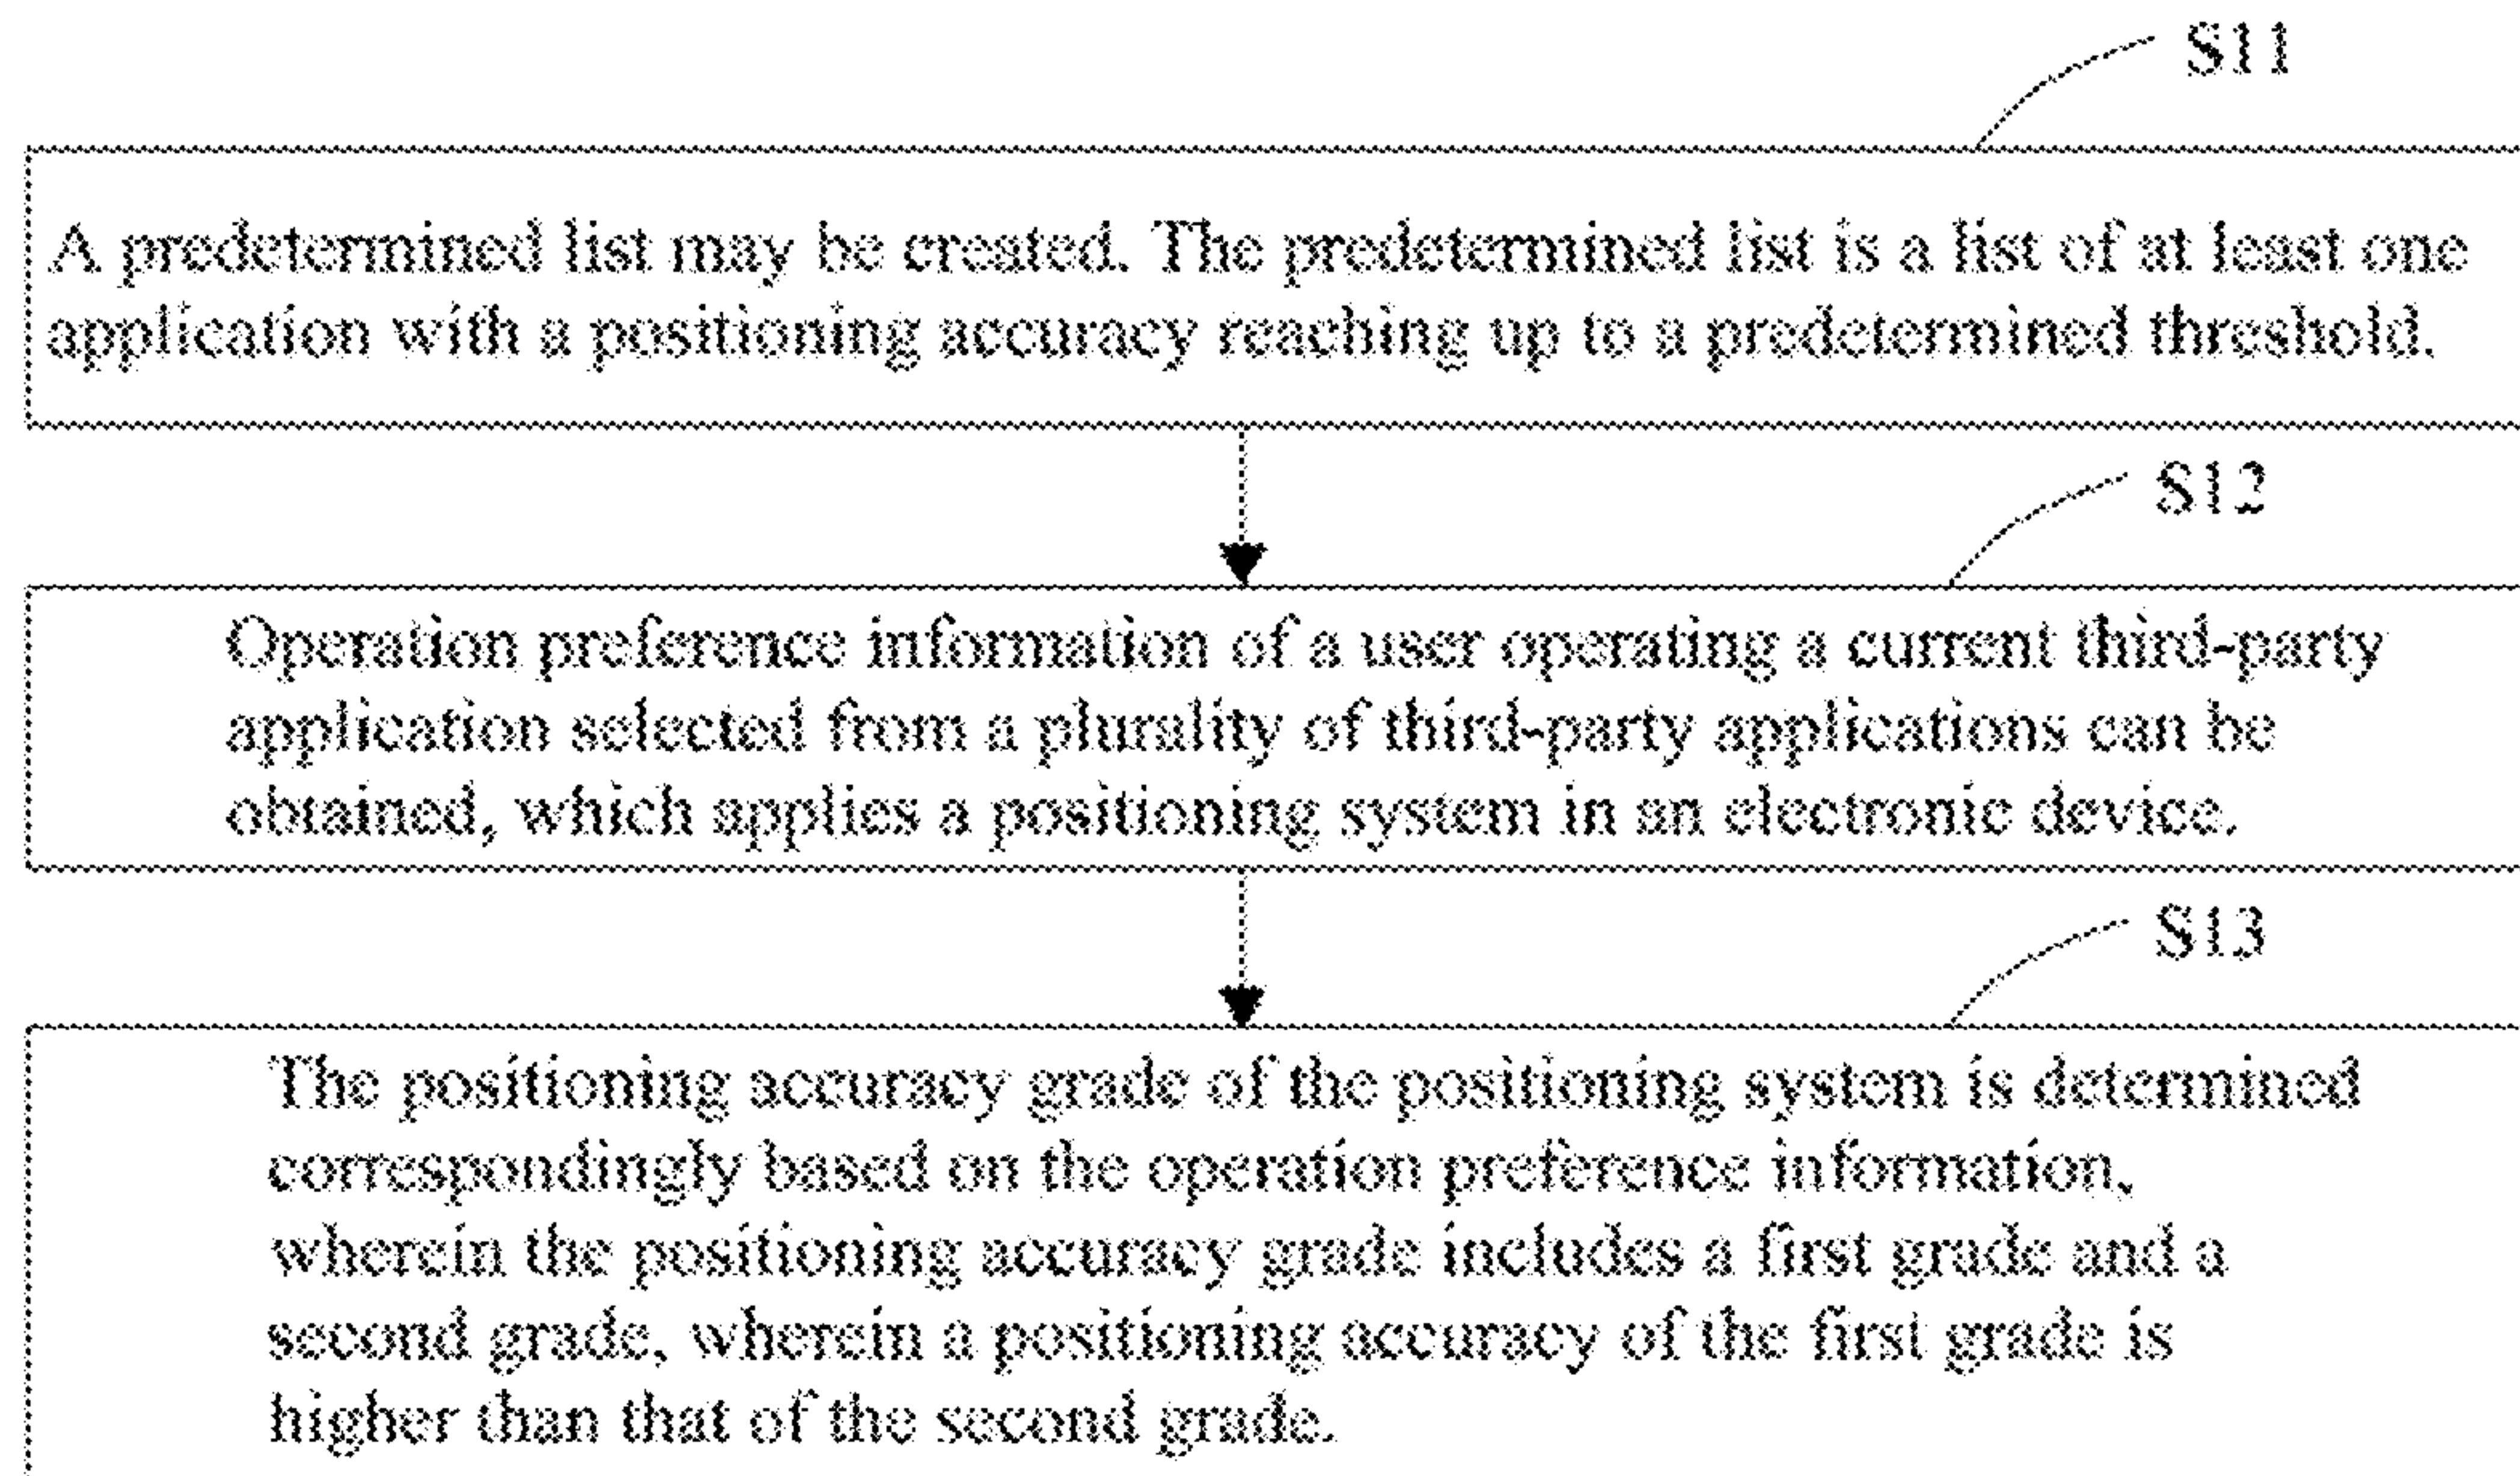 S11
A predetermined list may be created. The predetermined list is a list of at least one
application with a positioning accuracy reaching up to a predetermined threshold.
S12
Operation preference information of a user operating a current third-party
application selected from a plurality of third-party applications can be
obtained, which applies a positioning system in an electronic device.
S13
The positioning accuracy grade of the positioning system is determined
correspondingly based on the operation preference information,
wherein the positioning accuracy grade includes a first grade and a
second grade, wherein a positioning accuracy of the first grade is
higher than that of the second grade.